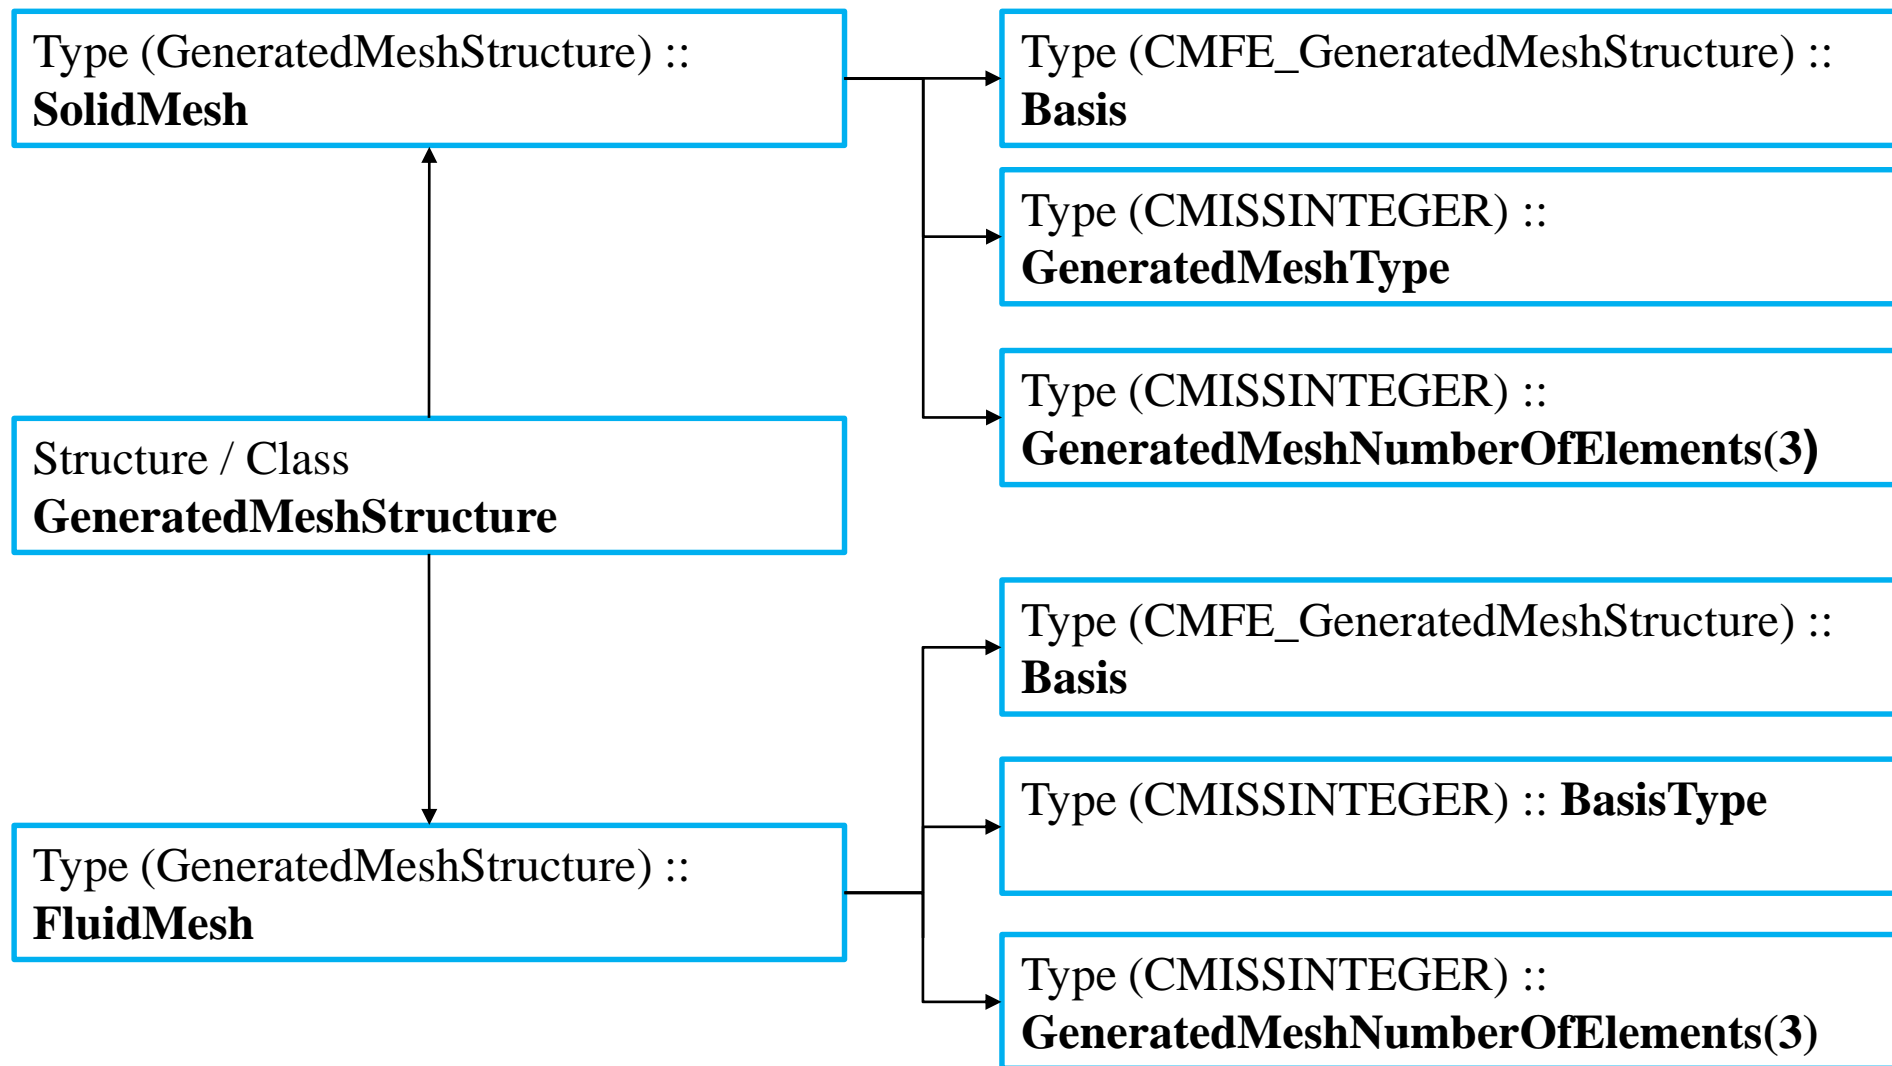 Type (GeneratedMeshStructure) ::
SolidMesh
Type (CMFE_GeneratedMeshStructure) ::
Basis
Type (CMISSINTEGER) ::
GeneratedMeshType
Type (CMISSINTEGER) ::
GeneratedMeshNumberOfElements(3)
Structure / Class
GeneratedMeshStructure
Type (CMFE_GeneratedMeshStructure) ::
Basis
Type (CMISSINTEGER) :: BasisType
Type (GeneratedMeshStructure) ::
FluidMesh
Type (CMISSINTEGER) ::
GeneratedMeshNumberOfElements(3)